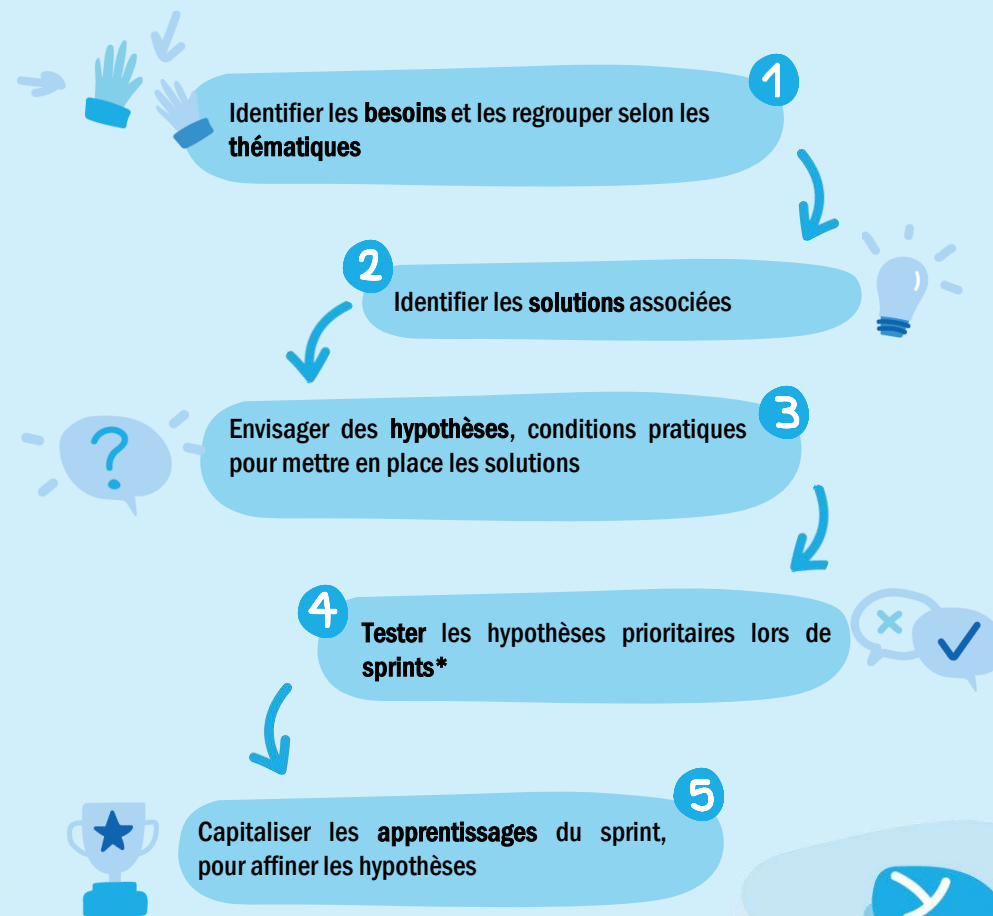 1
Identifier les besoins et les regrouper selon les
thématiques
2
Identifier les solutions associées
3
Envisager des hypothèses, conditions pratiques
pour mettre en place les solutions
?
4
Tester les hypothèses prioritaires lors de
sprints*
5
Capitaliser les apprentissages du sprint,
pour affiner les hypothèses